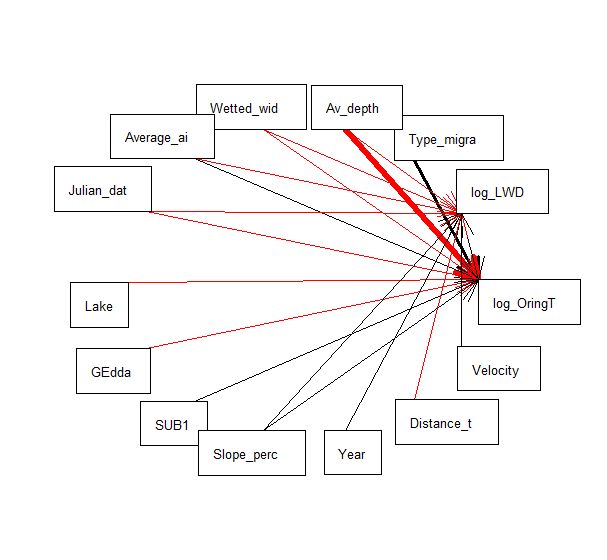 Wetted_wid
Av_depth
Average_ai
Type_migra
Julian_dat
log_LWD
Lake
log_OringT
GEdda
Velocity
SUB1
Distance_t
Slope_perc
Year